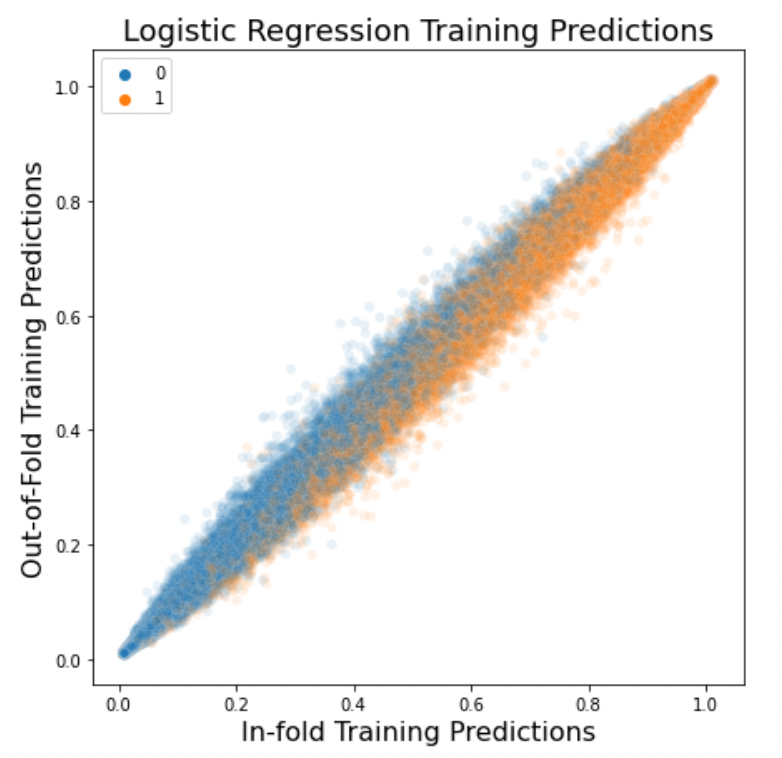 Logistic Regression Training Predictions
0
1
1.0
0.8
0.6
0.4
0.2
0.0
Out-of-Fold Training Predictions
0.0 0.2 0.4 0.6 0.8 1.0
In-fold Training Predictions